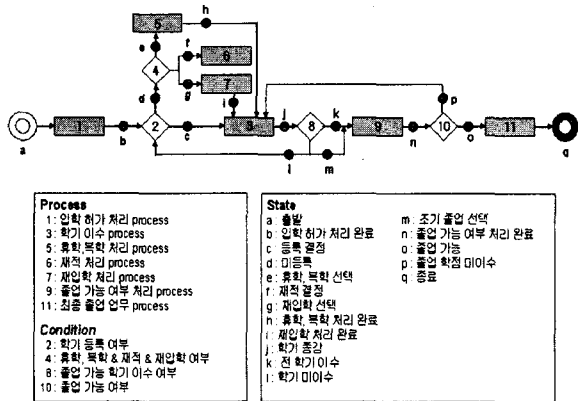 h
5
e
f
6
4
g
7
d
i
j
k
p
1
2
3
8
9
10
11
a
b
c
l
m
n
o
q
Process
1 : 입학 허가 처리 process
3 : 학기 이수 process
5 : 휴학,복학 처리 process
6 : 재적 처리 process
7 : 재입학 처리 process
9 : 졸업 가능 여부 처리 process
11 : 최종 졸업 업무 process
Condition
2 : 학기 등록 여부
4 : 휴학, 복학 & 재적 & 재입학 여부
8 : 졸업 가능 학기 이수 여부
10: 졸업 가능 여부
State
a : 출발
b : 입학 허가 처리 완료
c : 등록 결정
d : 미등록
e : 휴학, 복학 선택
f : 재적 결정
g : 재입학 선택
h : 휴학, 복학 처리 완료
i : 재입학 처리 완료
j : 학기 종강
k : 전 학기 이수
l : 학기 미이수
m : 조기 졸업 선택
n : 졸업 가능 여부 처리 완료
o : 졸업 가능
p : 졸업 학점 미이수
q : 종료